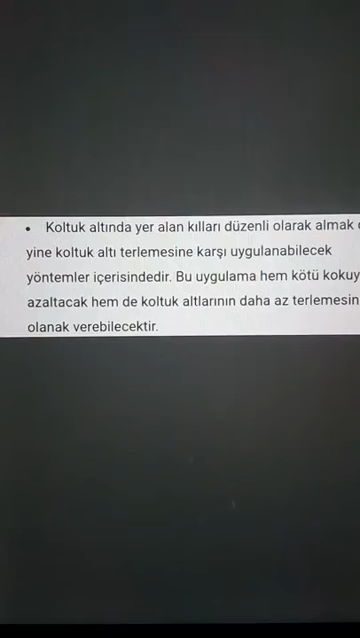 • Koltuk altında yer alan kılları düzenli olarak almak
yine koltuk altı terlemesine karşı uygulanabilecek
yöntemler içerisindedir. Bu uygulama hem kötü kokuy
azaltacak hem de koltuk altlarının daha az terlemesin
olanak verebilecektir.